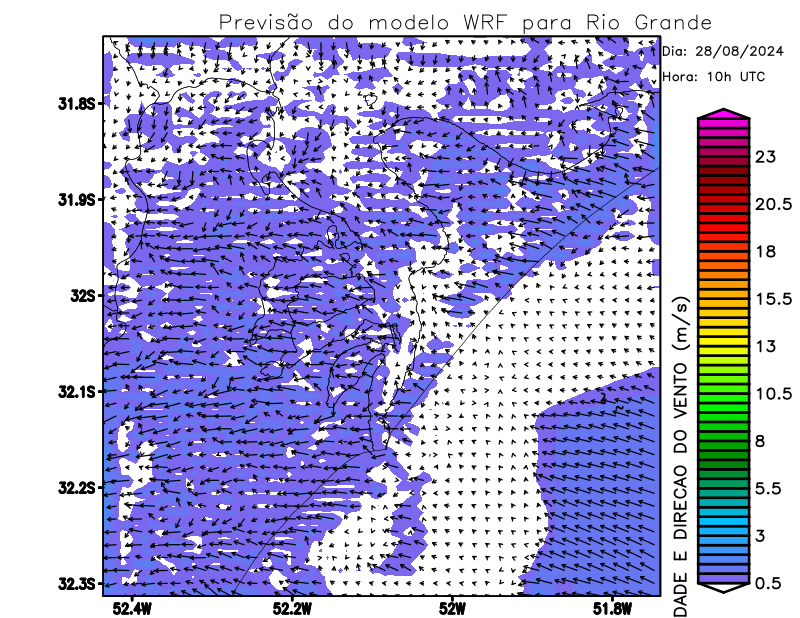 Previsão do modelo WRF para Rio Grande
Dia: 28/08/2024
Hora: 10h UTC
31.8S
31.9S
32S
32.1S
32.2S
32.3S
52.4W
52.2W
52W
51.8W
23
20.5
18
15.5
13
10.5
8
5.5
3
0.5
DADE E DIRECAO DO VENTO (m/s)